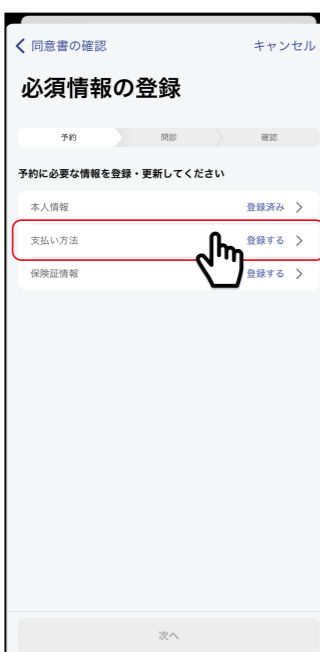 同意書の確認
キャンセル
必須情報の登録
予約
問診
確認
予約に必要な情報を登録・更新してください
本人情報 登録済み
支払い方法 登録する
保険証情報 登録する
次へ